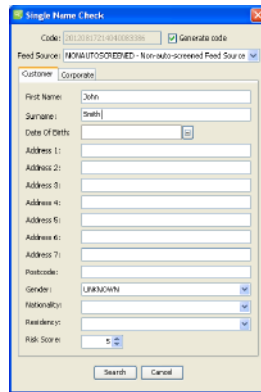 Single Name Check
Code: Generate code
Feed Source: NONAUTOSCREENED - Non-auto-screened Feed Source
Customer Corporate
First Name: John
Surname: Smith
Date Of Birth:
Address 1:
Address 2:
Address 3:
Address 4:
Address 5:
Address 6:
Address 7:
Postcode:
Gender: UNKNOWN
Nationality:
Residency:
Risk Score: 5
Search Cancel